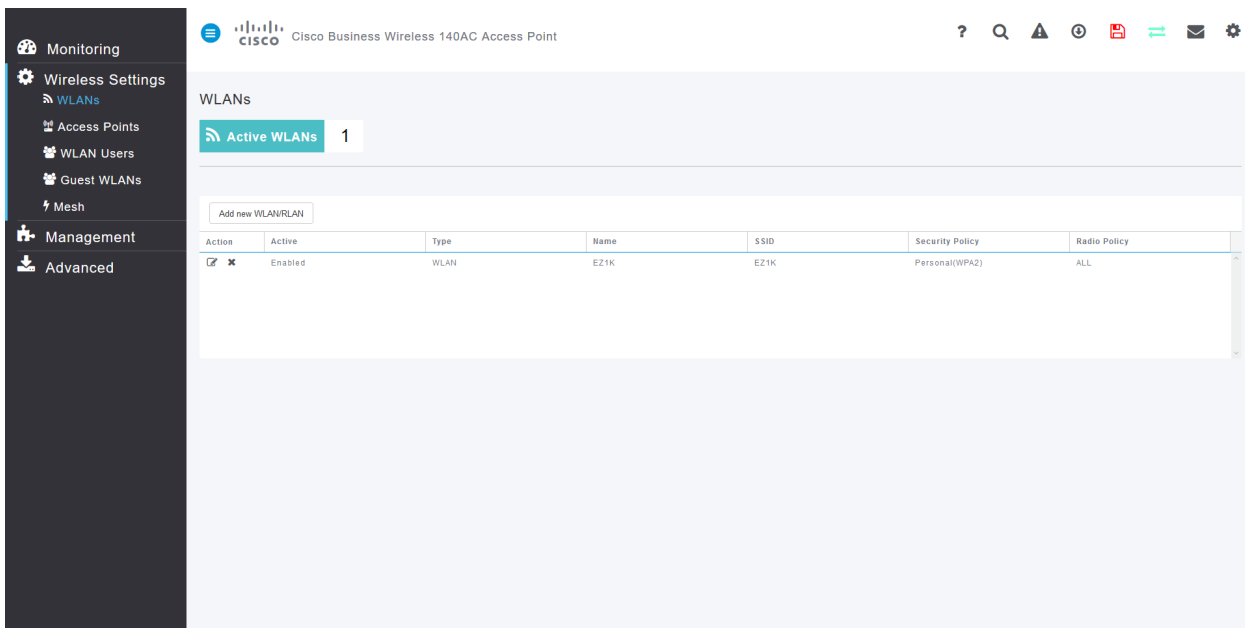 Monitoring
Wireless Settings
WLANs
Access Points
WLAN Users
Guest WLANs
Mesh
Management
Advanced
CISCO Cisco Business Wireless 140AC Access Point
?
WLANs
Active WLANs 1
Add new WLAN/RLAN
Action Active Type Name SSID Security Policy Radio Policy
Enabled WLAN EZ1K EZ1K Personal(WPA2) ALL